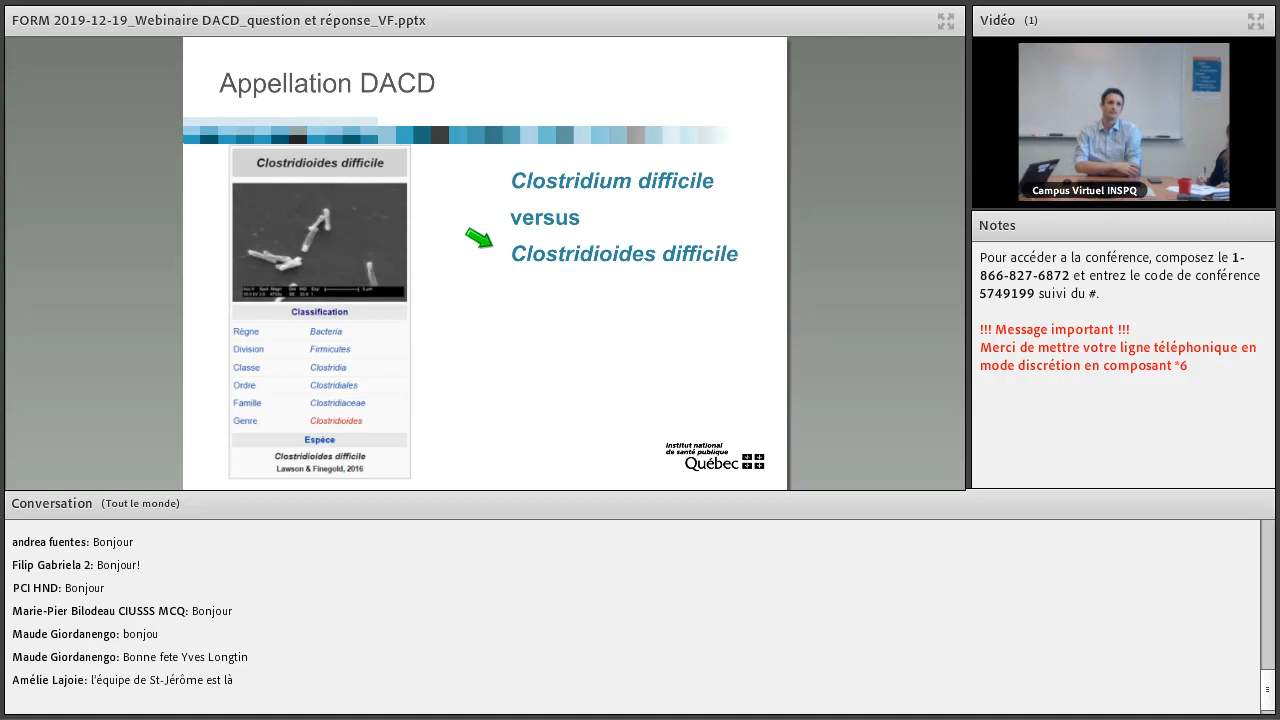 FORM 2019-12-19_Webinaire DACD_question et réponse_VF.pptx
Appellation DACD
Clostridioides difficile
Classification
Règne Bacteria
Division Firmicutes
Classe Clostridia
Ordre Clostridiales
Famille Clostridiaceae
Genre Clostridioides
Espèce
Clostridioides difficile
Lawson & Finegold, 2016
Clostridium difficile
versus
Clostridioides difficile
Institut national
de santé publique
Québec
Vidéo (1)
Campus Virtuel INSPQ
Notes
Pour accéder a la conférence, composez le 1-
866-827-6872 et entrez le code de conférence
5749199 suivi du #.
!!! Message important !!!
Merci de mettre votre ligne téléphonique en
mode discrétion en composant *6
Conversation (Tout le monde)
andrea fuentes: Bonjour
Filip Gabriela 2: Bonjour!
PCI HND: Bonjour
Marie-Pier Bilodeau CIUSSS MCQ: Bonjour
Maude Giordanengo: bonjou
Maude Giordanengo: Bonne fete Yves Longtin
Amélie Lajoie: l'équipe de St-Jérôme est là